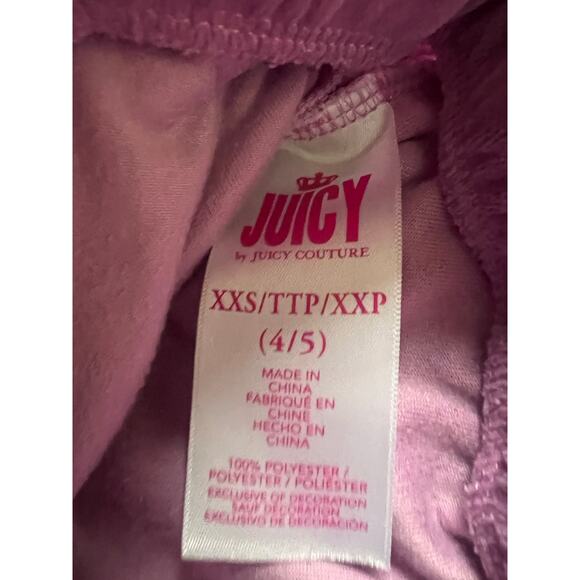 JUICY
by JUICY COUTURE
XXS/TTP/XXP
(4/5)
MADE IN
CHINA
FABRIQUÉ EN
CHINE
HECHO EN
CHINA
100% POLYESTER /
POLYESTER / POLIÉSTER
EXCLUSIVE OF DECORATION
SAUF DÉCORATION
EXCLUSIVO DE DECORACIÓN